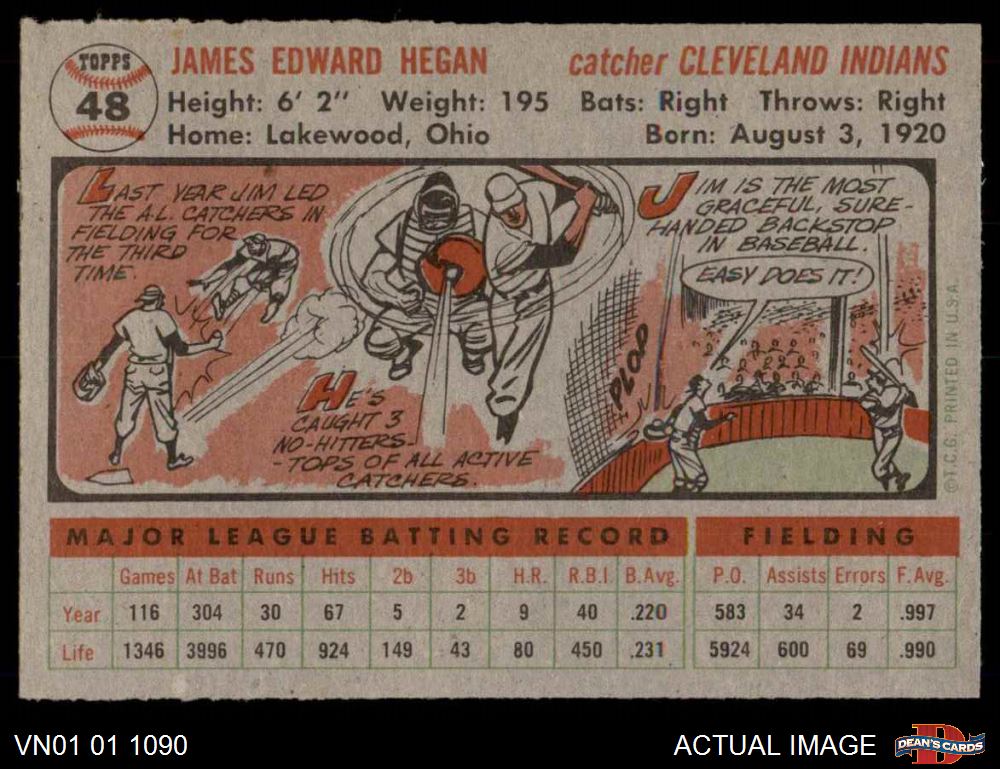 TOPPS
48
JAMES EDWARD HEGAN catcher CLEVELAND INDIANS
Height: 6' 2" Weight: 195 Bats: Right Throws: Right
Home: Lakewood, Ohio Born: August 3, 1920
LAST YEAR JIM LED
THE A.L. CATCHERS IN
FIELDING FOR
THE THIRD
TIME.
HE'S
CAUGHT 3
NO-HITTERS-
-TOPS OF ALL ACTIVE
CATCHERS.
JIM IS THE MOST
GRACEFUL, SURE-
HANDED BACKSTOP
IN BASEBALL.
EASY DOES IT!
PLOP
©T.C.G. PRINTED IN U.S.A.
MAJOR LEAGUE BATTING RECORD FIELDING
Games At Bat Runs Hits 2b 3b H.R. R.B.I B.Avg. P.O. Assists Errors F.Avg.
Year 116 304 30 67 5 2 9 40 .220 583 34 2 .997
Life 1346 3996 470 924 149 43 80 450 .231 5924 600 69 .990
VN01 01 1090 ACTUAL IMAGE
D
DEAN'S CARDS